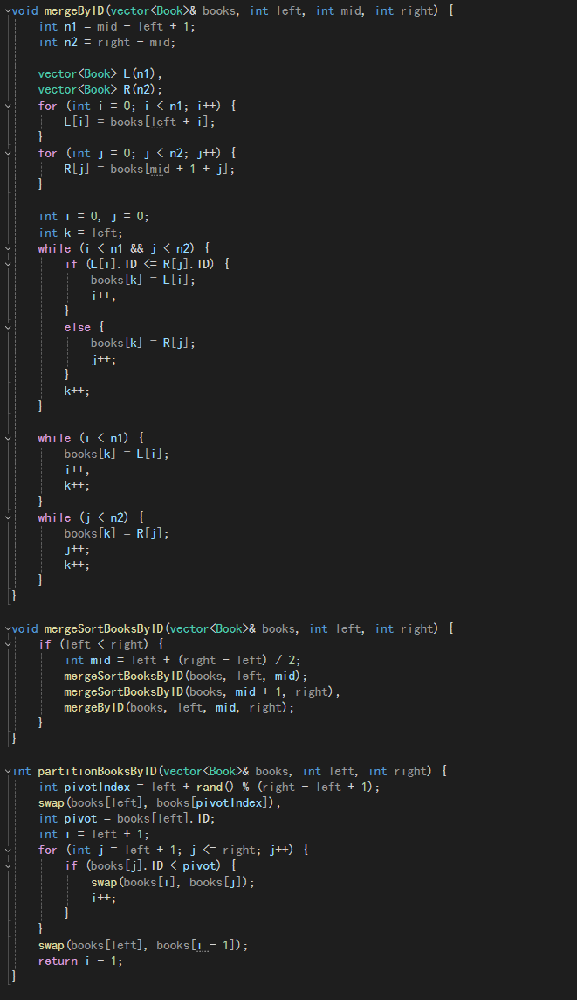 void mergeByID(vector<Book>& books, int left, int mid, int right) {
    int n1 = mid - left + 1;
    int n2 = right - mid;

    vector<Book> L(n1);
    vector<Book> R(n2);
    for (int i = 0; i < n1; i++) {
        L[i] = books[left + i];
    }
    for (int j = 0; j < n2; j++) {
        R[j] = books[mid + 1 + j];
    }

    int i = 0, j = 0;
    int k = left;
    while (i < n1 && j < n2) {
        if (L[i].ID <= R[j].ID) {
            books[k] = L[i];
            i++;
        }
        else {
            books[k] = R[j];
            j++;
        }
        k++;
    }

    while (i < n1) {
        books[k] = L[i];
        i++;
        k++;
    }
    while (j < n2) {
        books[k] = R[j];
        j++;
        k++;
    }
}

void mergeSortBooksByID(vector<Book>& books, int left, int right) {
    if (left < right) {
        int mid = left + (right - left) / 2;
        mergeSortBooksByID(books, left, mid);
        mergeSortBooksByID(books, mid + 1, right);
        mergeByID(books, left, mid, right);
    }
}

int partitionBooksByID(vector<Book>& books, int left, int right) {
    int pivotIndex = left + rand() % (right - left + 1);
    swap(books[left], books[pivotIndex]);
    int pivot = books[left].ID;
    int i = left + 1;
    for (int j = left + 1; j <= right; j++) {
        if (books[j].ID < pivot) {
            swap(books[i], books[j]);
            i++;
        }
    }
    swap(books[left], books[i - 1]);
    return i - 1;
}